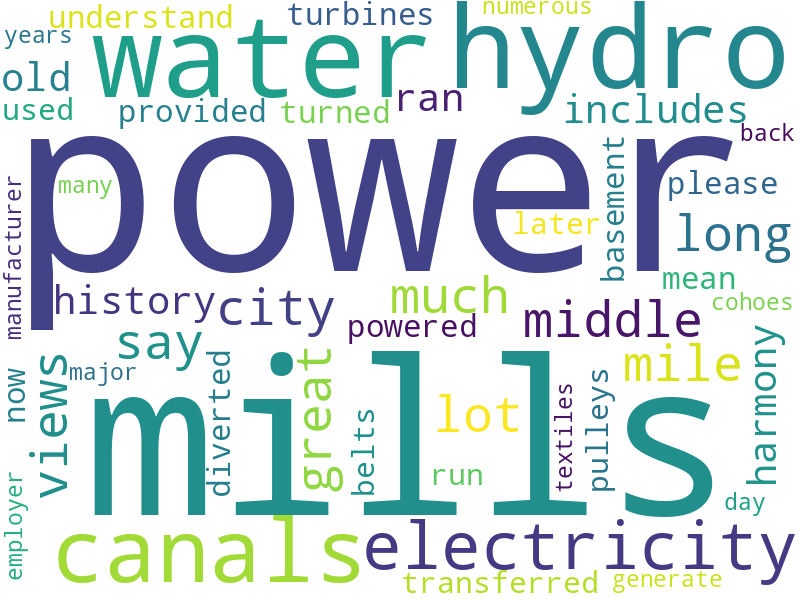 understand
turbines
numerous
years
water
hydro
old
used
provided
turned
ran
includes
back
power
many
later
basement
please
long
manufacturer
mean
history
city
much
cohoes
powered
middle
say
now
views
major
diverted
great
mills
belts
lot
run
textiles
pulleys
mile
harmony
day
employer
canals
electricity
transferred
generate